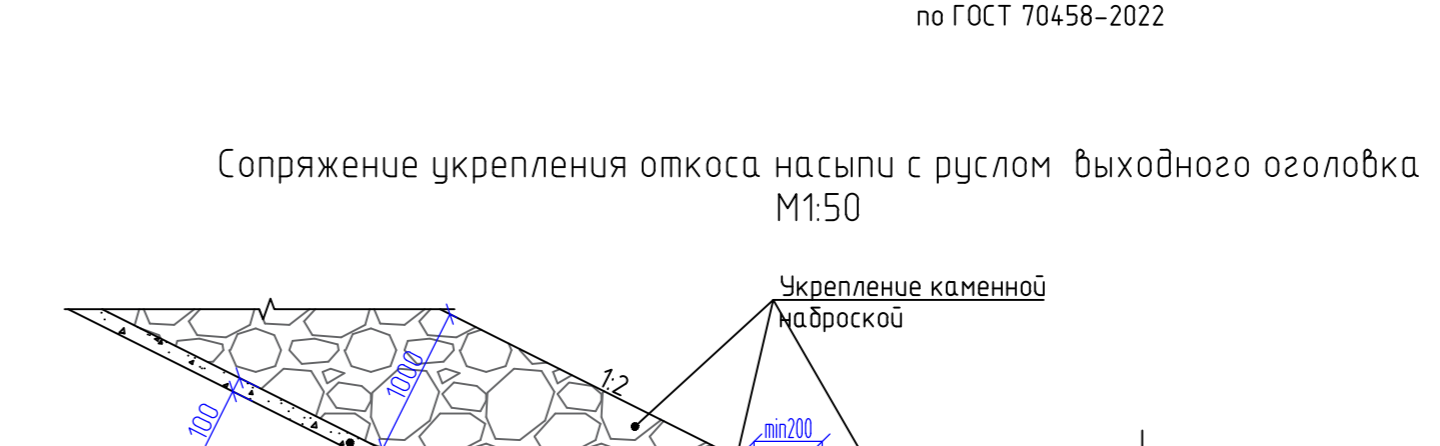 по ГОСТ 70458-2022
Сопряжение укрепления откоса насыпи с руслом выходного оголовка
М1:50
Укрепление каменной
наброской
1000
1:2
100
min200